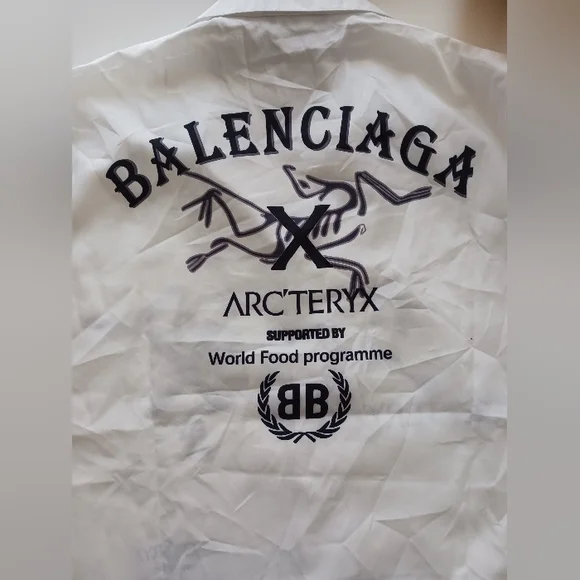 BALENCIAGA
X
ARC'TERYX
SUPPORTED BY
World Food programme
BB